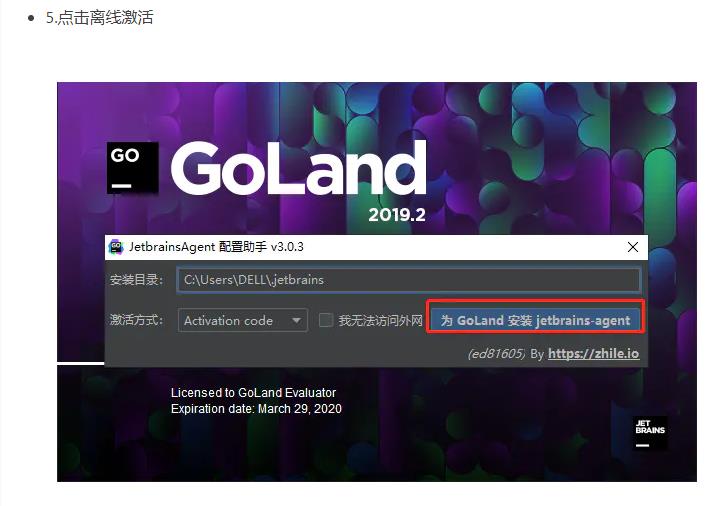 5.点击离线激活
GO
GoLand
2019.2
JetbrainsAgent 配置助手 v3.0.3
安装目录：
C:\Users\DELL\.jetbrains
激活方式：
Activation code
我无法访问外网
为 GoLand 安装 jetbrains-agent
(ed81605) By https://zhile.io
Licensed to GoLand Evaluator
Expiration date: March 29, 2020
JET
BRAINS